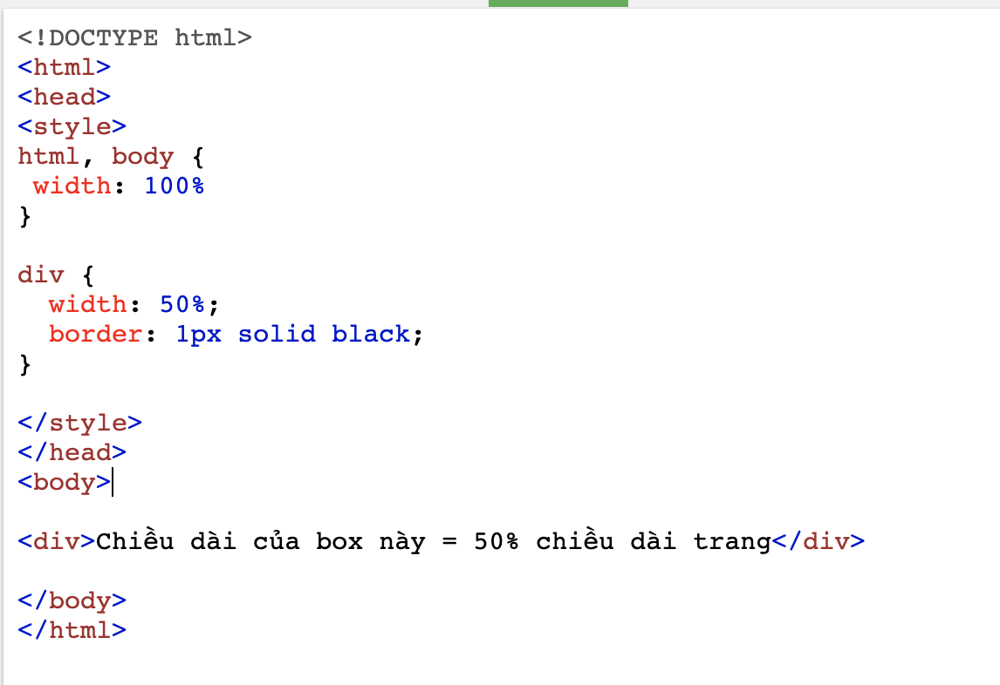 <!DOCTYPE html>
<html>
<head>
<style>
html, body {
 width: 100%
}
div {
  width: 50%;
  border: 1px solid black;
}
</style>
</head>
<body>
<div>Chiều dài của box này = 50% chiều dài trang</div>
</body>
</html>